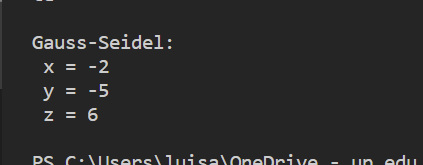 Gauss-Seidel:
x = -2
y = -5
z = 6
PS C:\Users\luisa\OneDrive - up.edu